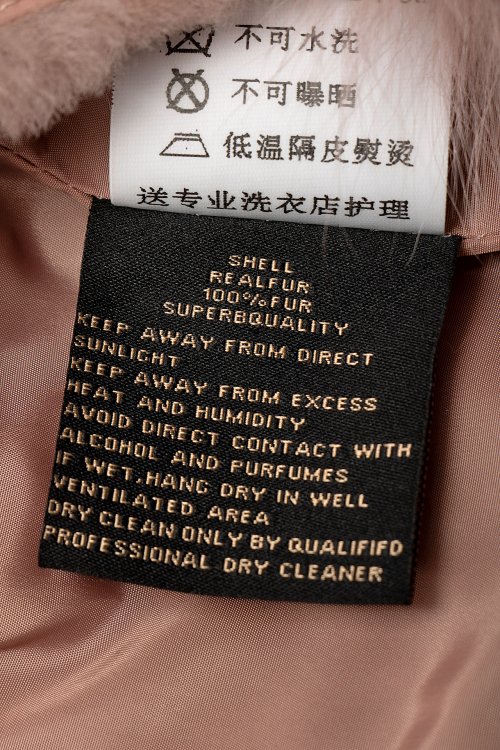 不可水洗
不可曝晒
低温隔皮熨烫
送专业洗衣店护理
SHELL
REALFUR
100%FUR
SUPERBQUALITY
KEEP AWAY FROM DIRECT
SUNLIGHT
KEEP AWAY FROM EXCESS
HEAT AND HUMIDITY
AVOID DIRECT CONTACT WITH
ALCOHOL AND PURFUMES
IF WET,HANG DRY IN WELL
VENTILATED AREA
DRY CLEAN ONLY BY QUALIFIFD
PROFESSIONAL DRY CLEANER